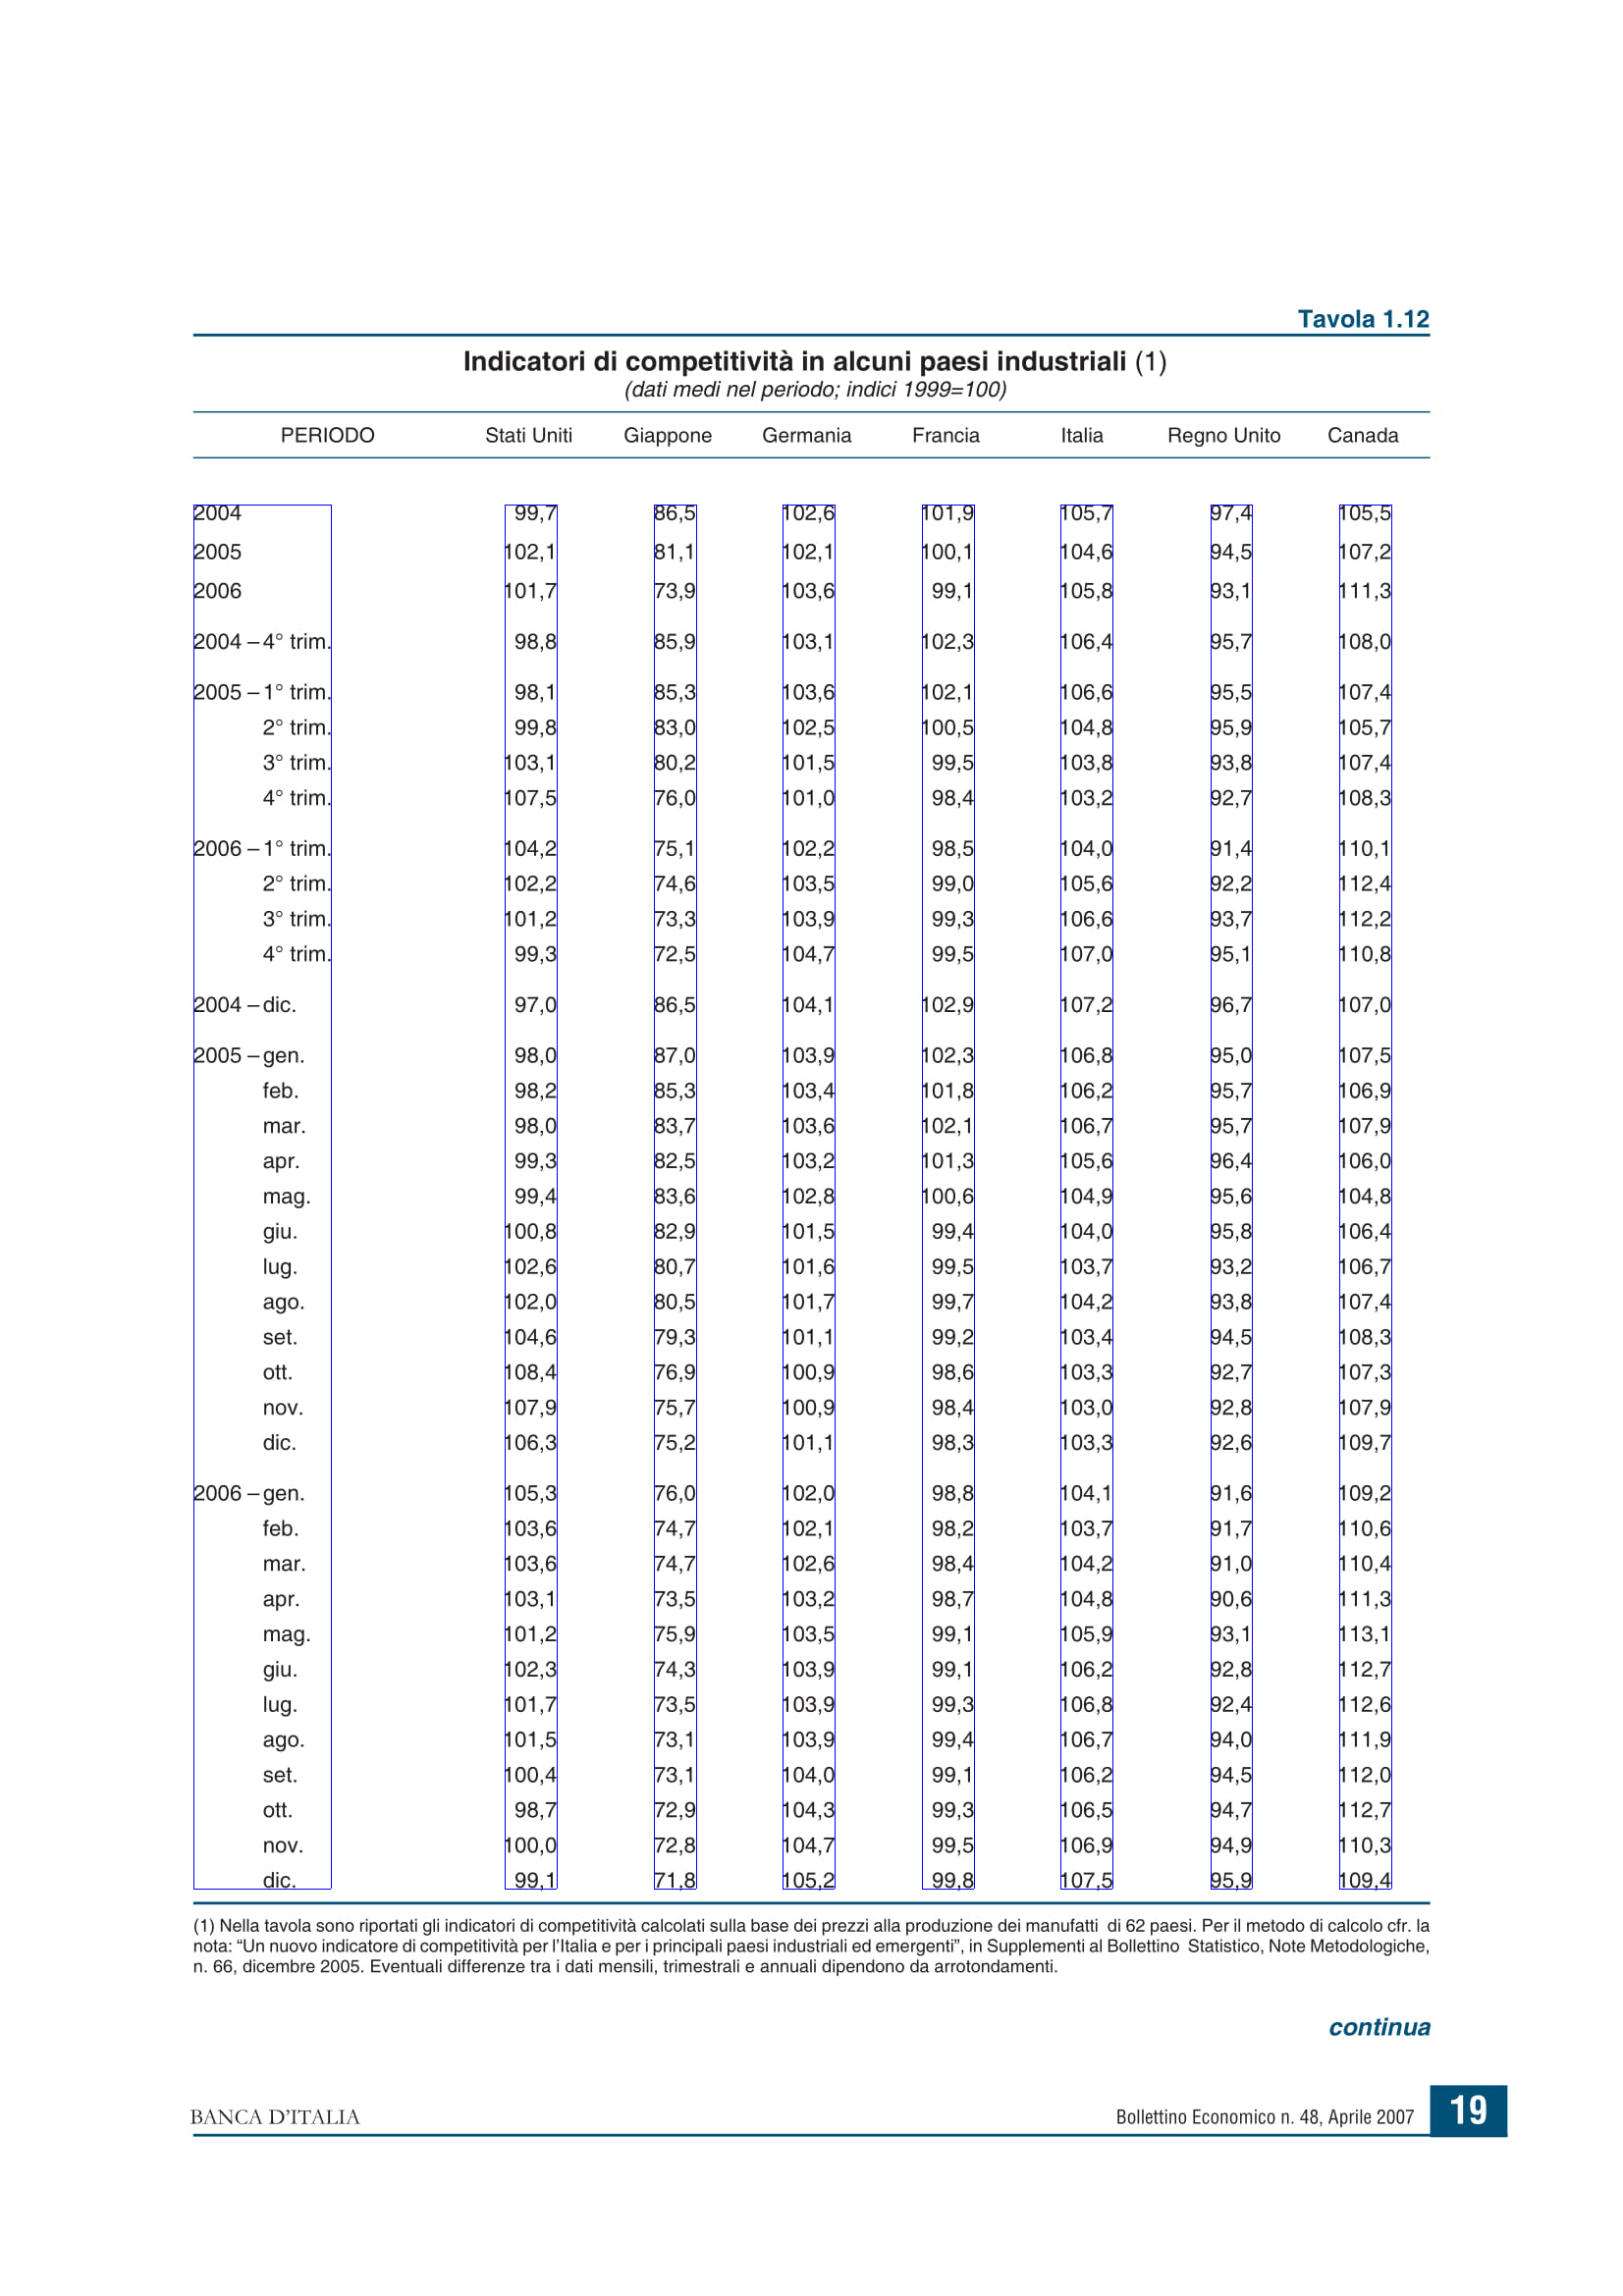 Tavola 1.12
Indicatori di competitività in alcuni paesi industriali (1)
(dati medi nel periodo; indici 1999=100)
PERIODO Stati Uniti Giappone Germania Francia Italia Regno Unito Canada
2004 99,7 86,5 102,6 101,9 105,7 97,4 105,5
2005 102,1 81,1 102,1 100,1 104,6 94,5 107,2
2006 101,7 73,9 103,6 99,1 105,8 93,1 111,3
2004 – 4° trim. 98,8 85,9 103,1 102,3 106,4 95,7 108,0
2005 – 1° trim. 98,1 85,3 103,6 102,1 106,6 95,5 107,4
2° trim. 99,8 83,0 102,5 100,5 104,8 95,9 105,7
3° trim. 103,1 80,2 101,5 99,5 103,8 93,8 107,4
4° trim. 107,5 76,0 101,0 98,4 103,2 92,7 108,3
2006 – 1° trim. 104,2 75,1 102,2 98,5 104,0 91,4 110,1
2° trim. 102,2 74,6 103,5 99,0 105,6 92,2 112,4
3° trim. 101,2 73,3 103,9 99,3 106,6 93,7 112,2
4° trim. 99,3 72,5 104,7 99,5 107,0 95,1 110,8
2004 – dic. 97,0 86,5 104,1 102,9 107,2 96,7 107,0
2005 – gen. 98,0 87,0 103,9 102,3 106,8 95,0 107,5
feb. 98,2 85,3 103,4 101,8 106,2 95,7 106,9
mar. 98,0 83,7 103,6 102,1 106,7 95,7 107,9
apr. 99,3 82,5 103,2 101,3 105,6 96,4 106,0
mag. 99,4 83,6 102,8 100,6 104,9 95,6 104,8
giu. 100,8 82,9 101,5 99,4 104,0 95,8 106,4
lug. 102,6 80,7 101,6 99,5 103,7 93,2 106,7
ago. 102,0 80,5 101,7 99,7 104,2 93,8 107,4
set. 104,6 79,3 101,1 99,2 103,4 94,5 108,3
ott. 108,4 76,9 100,9 98,6 103,3 92,7 107,3
nov. 107,9 75,7 100,9 98,4 103,0 92,8 107,9
dic. 106,3 75,2 101,1 98,3 103,3 92,6 109,7
2006 – gen. 105,3 76,0 102,0 98,8 104,1 91,6 109,2
feb. 103,6 74,7 102,1 98,2 103,7 91,7 110,6
mar. 103,6 74,7 102,6 98,4 104,2 91,0 110,4
apr. 103,1 73,5 103,2 98,7 104,8 90,6 111,3
mag. 101,2 75,9 103,5 99,1 105,9 93,1 113,1
giu. 102,3 74,3 103,9 99,1 106,2 92,8 112,7
lug. 101,7 73,5 103,9 99,3 106,8 92,4 112,6
ago. 101,5 73,1 103,9 99,4 106,7 94,0 111,9
set. 100,4 73,1 104,0 99,1 106,2 94,5 112,0
ott. 98,7 72,9 104,3 99,3 106,5 94,7 112,7
nov. 100,0 72,8 104,7 99,5 106,9 94,9 110,3
dic. 99,1 71,8 105,2 99,8 107,5 95,9 109,4
(1) Nella tavola sono riportati gli indicatori di competitività calcolati sulla base dei prezzi alla produzione dei manufatti di 62 paesi. Per il metodo di calcolo cfr. la
nota: “Un nuovo indicatore di competitività per l’Italia e per i principali paesi industriali ed emergenti”, in Supplementi al Bollettino Statistico, Note Metodologiche,
n. 66, dicembre 2005. Eventuali differenze tra i dati mensili, trimestrali e annuali dipendono da arrotondamenti.
continua
BANCA D’ITALIA Bollettino Economico n. 48, Aprile 2007 19